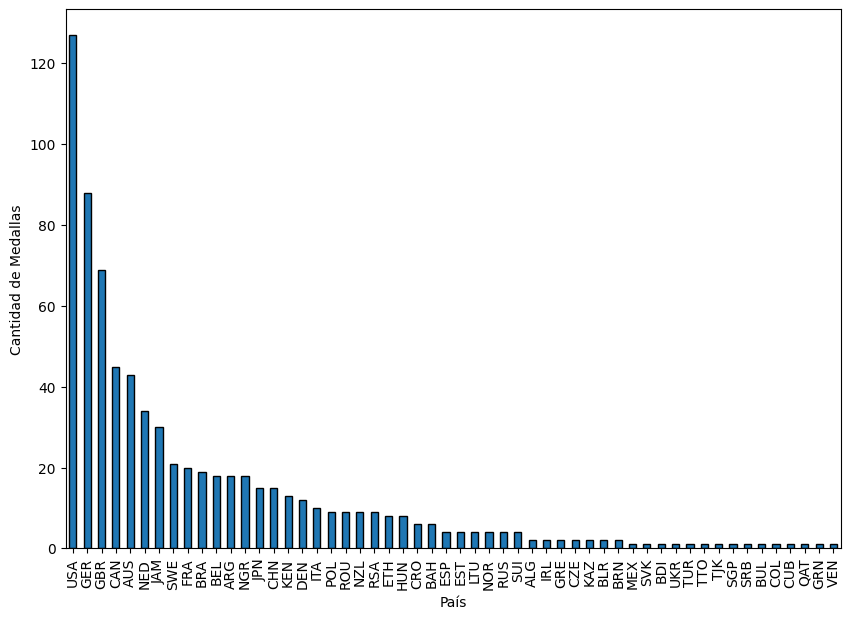 Cantidad de Medallas
120
100
80
60
40
20
0
USA GER GBR CAN AUS NED JAM SWE FRA BRA BEL ARG NGR JPN CHN KEN DEN ITA POL ROU NZL RSA ETH HUN CRO BAH ESP EST LTU NOR RUS SUI ALG IRL GRE CZE KAZ BLR BRN MEX SVK BDI UKR TUR TTO TJK SGP SRB BUL COL CUB QAT GRN VEN
País